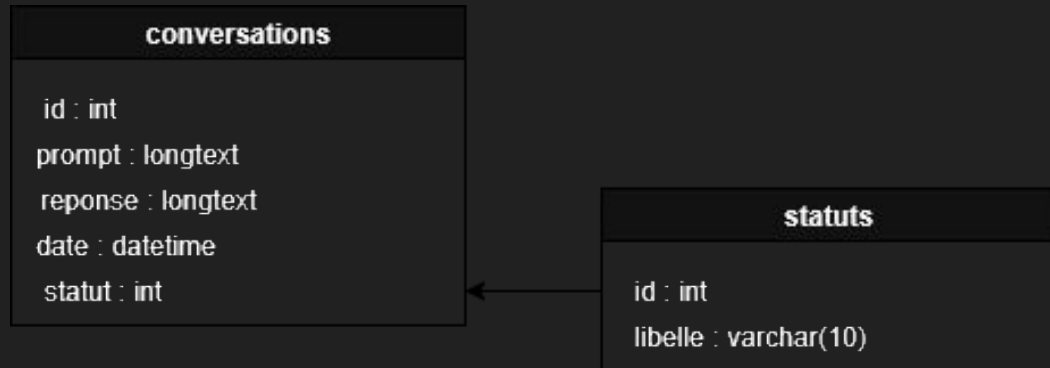 conversations
id : int
prompt : longtext
reponse : longtext
date : datetime
statut : int
statuts
id : int
libelle : varchar(10)